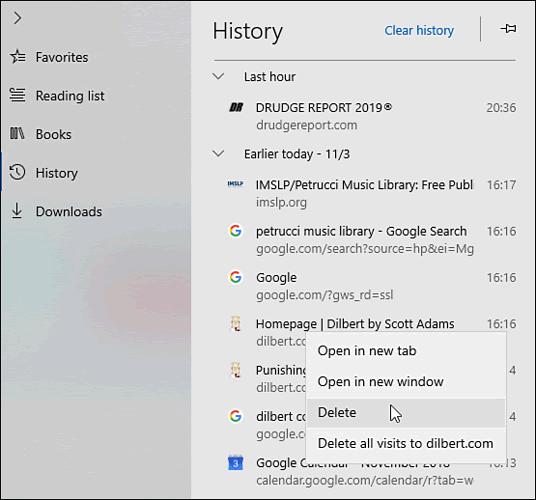 History
Clear history
Favorites
Reading list
Books
History
Downloads
Last hour
DR DRUDGE REPORT 2019® 20:36
drudgereport.com
Earlier today - 11/3
IMSLP IMSLP/Petrucci Music Library: Free Publ 16:17
imslp.org
G petrucci music library - Google Search 16:16
google.com/search?source=hp&ei=Mg
G Google 16:16
google.com/?gws_rd=ssl
Homepage | Dilbert by Scott Adams 16:16
dilbert.co
Punishing 4
dilbert.co
G dilbert co 4
google.co
Open in new tab
Open in new window
Delete
Delete all visits to dilbert.com
3 Google Calendar - November 2018 16:13
calendar.google.com/calendar/r?tab=w